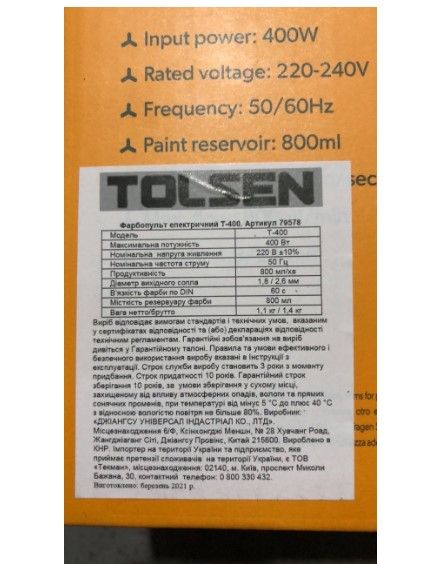 Input power: 400W
Rated voltage: 220-240V
Frequency: 50/60Hz
Paint reservoir: 800ml
sec
TOLSEN
Фарбопульт електричний Т-400. Артикул 79578
Модель Т-400
Максимальна потужність 400 Вт
Номінальна напруга живлення 220 В ±10%
Номінальна частота струму 50 Гц
Продуктивність 800 мл/хв
Діаметр вихідного сопла 1,8 / 2,6 мм
В'язкість фарби по DIN 60 с
Місткість резервуару фарби 800 мл
Вага нетто/брутто 1,1 кг / 1,4 кг
Виріб відповідає вимогам стандартів і технічних умов, вказаним
у сертифікатах відповідності та (або) деклараціях відповідності
технічним регламентам. Гарантійні зобов'язання на виріб
дивіться у Гарантійному талоні. Правила та умови ефективного і
безпечного використання виробу вказані в Інструкції з
експлуатації. Строк служби виробу становить 3 роки з моменту
придбання. Строк придатності 10 років. Гарантійний строк
зберігання 10 років, за умови зберігання у сухому місці,
захищеному від впливу атмосферних опадів, вологи та прямих
сонячних променів, при температурі від мінус 5 °С до плюс 40 °С
з відносною вологістю повітря не більше 80%. Виробник:
«ДЖІАНГСУ УНІВЕРСАЛ ІНДАСТРІАЛ КО., ЛТД».
Місцезнаходження 6/Ф, Ксінхонгджі Меншн, № 28 Хуачанг Роад,
Жангджіаганг Сіті, Джіангсу Провінс, Китай 215600. Вироблено в
КНР. Імпортер на території України та підприємство, яке
приймає претензії споживачів на території України, є ТОВ
«Текман», місцезнаходження: 02140, м. Київ, проспект Миколи
Бажана, 30, контактний телефон: 0 800 330 432.
Виготовлено: березень 2021 р.